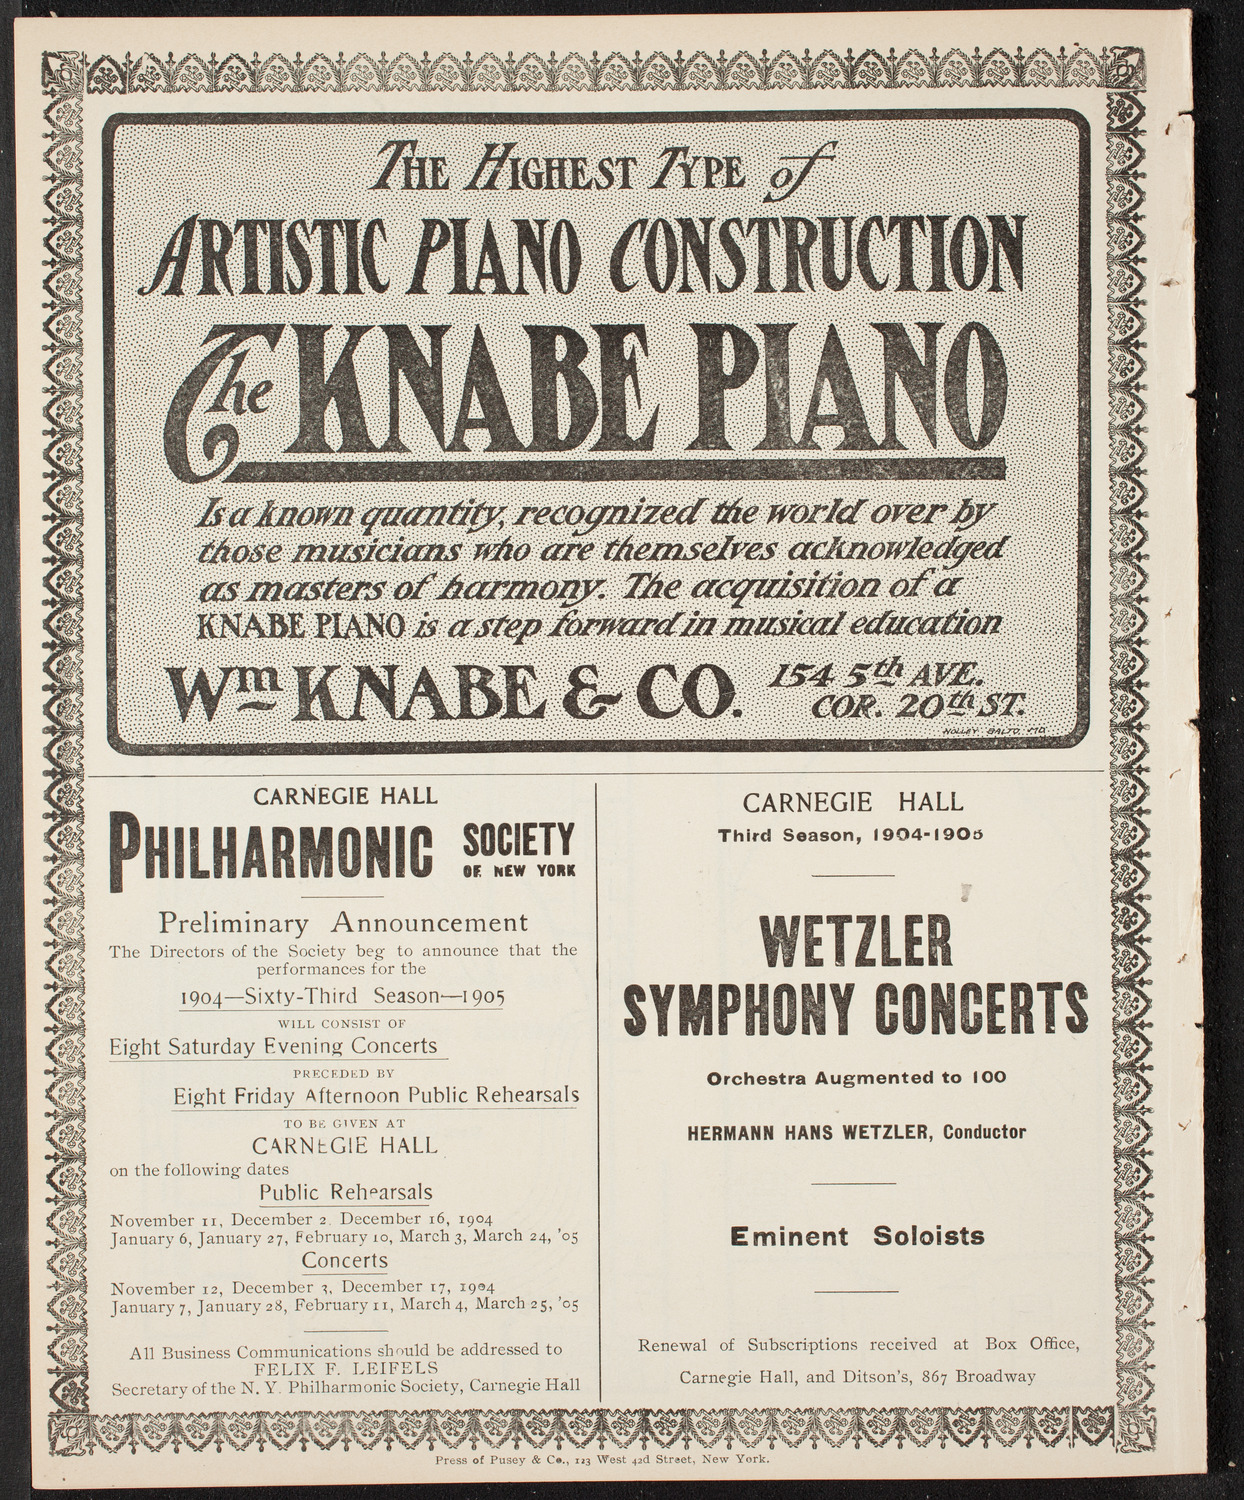 The Highest Type of
Artistic Piano Construction
The KNABE PIANO
Is a known quantity, recognized the world over by
those musicians who are themselves acknowledged
as masters of harmony. The acquisition of a
KNABE PIANO is a step forward in musical education
Wm KNABE & CO. 154 5th AVE.
COR. 20th ST.
HOLLEY. BALTO. MD.
CARNEGIE HALL
PHILHARMONIC SOCIETY
OF NEW YORK
Preliminary Announcement
The Directors of the Society beg to announce that the
performances for the
1904—Sixty-Third Season—1905
WILL CONSIST OF
Eight Saturday Evening Concerts
PRECEDED BY
Eight Friday Afternoon Public Rehearsals
TO BE GIVEN AT
CARNEGIE HALL
on the following dates
Public Rehearsals
November 11, December 2 December 16, 1904
January 6, January 27, February 10, March 3, March 24, '05
Concerts
November 12, December 3, December 17, 1904
January 7, January 28, February 11, March 4, March 25, '05
All Business Communications should be addressed to
FELIX F. LEIFELS
Secretary of the N. Y. Philharmonic Society, Carnegie Hall
CARNEGIE HALL
Third Season, 1904-1905
WETZLER
SYMPHONY CONCERTS
Orchestra Augmented to 100
HERMANN HANS WETZLER, Conductor
Eminent Soloists
Renewal of Subscriptions received at Box Office,
Carnegie Hall, and Ditson's, 867 Broadway
Press of Pusey & Co., 123 West 42d Street, New York.